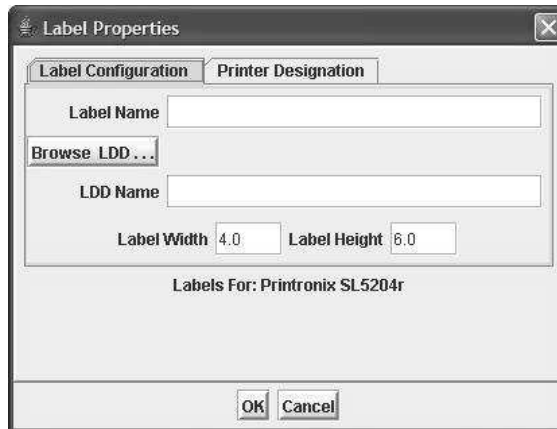 Label Properties
Label Configuration Printer Designation
Label Name
Browse LDD...
LDD Name
Label Width 4.0 Label Height 6.0
Labels For: Printronix SL5204r
OK Cancel